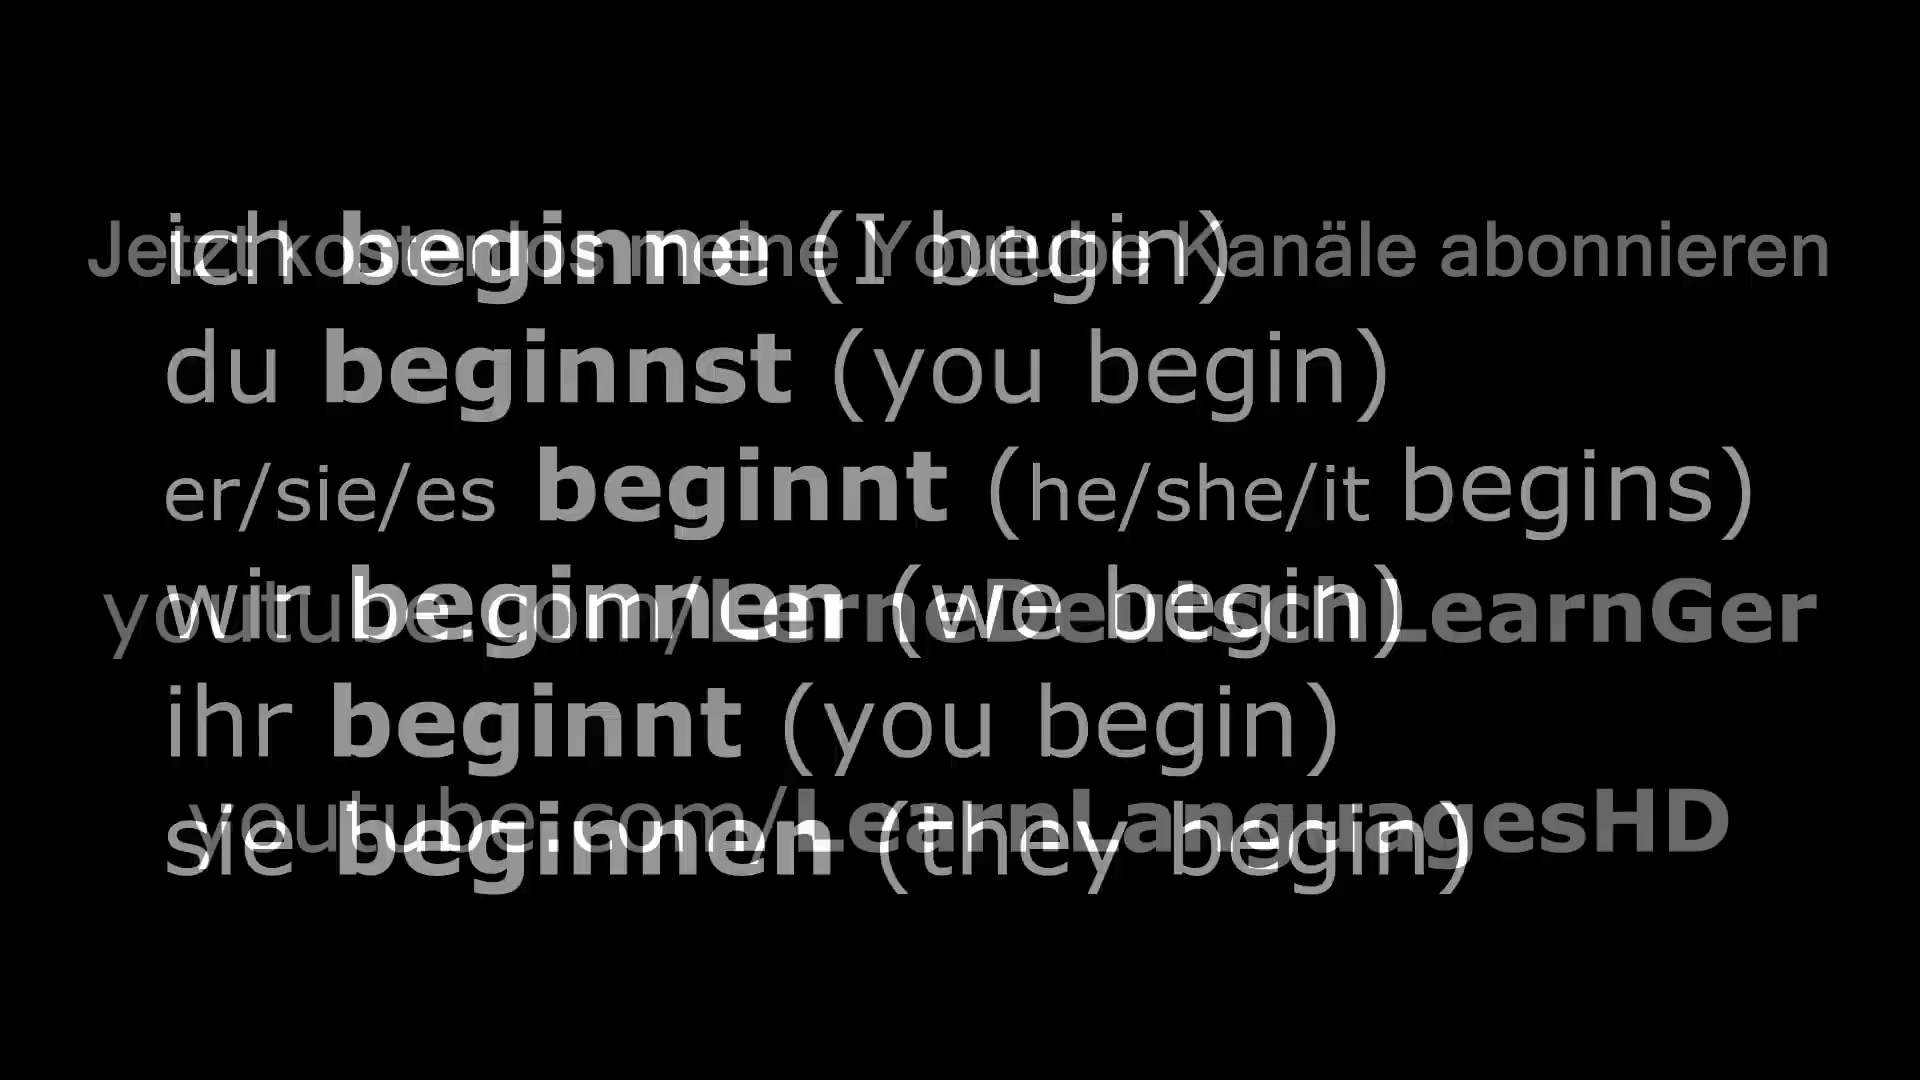 Jetzt kostenlos meine Youtube Kanäle abonnieren
ich beginne (I begin)
du beginnst (you begin)
er/sie/es beginnt (he/she/it begins)
youtube.com/LerneDeutschLearnGer
wir beginnen (we begin)
ihr beginnt (you begin)
youtube.com/LearnLanguagesHD
sie beginnen (they begin)